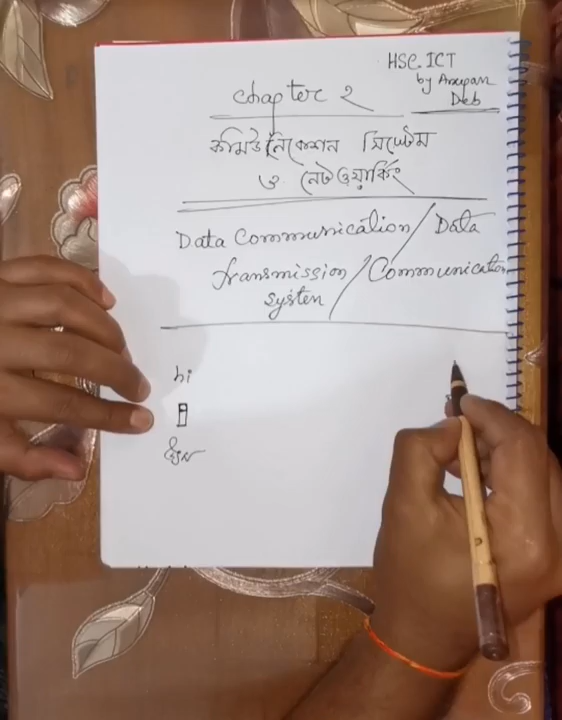 HSC ICT
by Anupam
Deb
Chapter ২
কমিউনিকেশন সিস্টেম
ও নেটওয়ার্কিং
Data Communication / Data
transmission / Communication
system /
hi